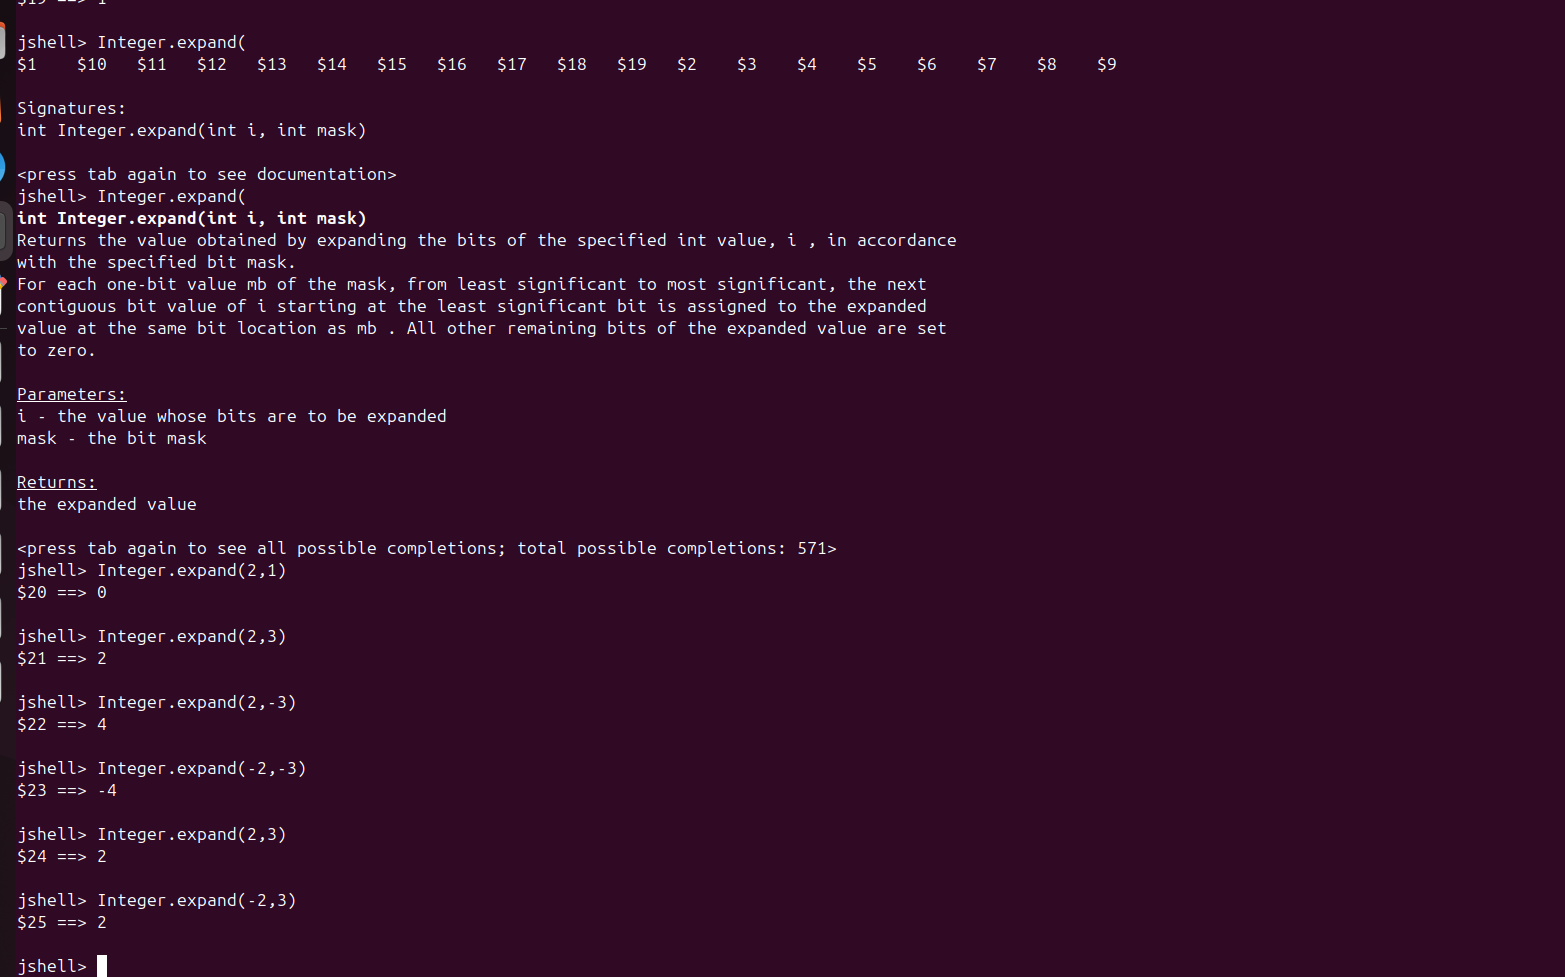 $19 ==> 1
jshell> Integer.expand(
$1 $10 $11 $12 $13 $14 $15 $16 $17 $18 $19 $2 $3 $4 $5 $6 $7 $8 $9
Signatures:
int Integer.expand(int i, int mask)
<press tab again to see documentation>
jshell> Integer.expand(
int Integer.expand(int i, int mask)
Returns the value obtained by expanding the bits of the specified int value, i , in accordance
with the specified bit mask.
For each one-bit value mb of the mask, from least significant to most significant, the next
contiguous bit value of i starting at the least significant bit is assigned to the expanded
value at the same bit location as mb . All other remaining bits of the expanded value are set
to zero.
Parameters:
i - the value whose bits are to be expanded
mask - the bit mask
Returns:
the expanded value
<press tab again to see all possible completions; total possible completions: 571>
jshell> Integer.expand(2,1)
$20 ==> 0
jshell> Integer.expand(2,3)
$21 ==> 2
jshell> Integer.expand(2,-3)
$22 ==> 4
jshell> Integer.expand(-2,-3)
$23 ==> -4
jshell> Integer.expand(2,3)
$24 ==> 2
jshell> Integer.expand(-2,3)
$25 ==> 2
jshell>